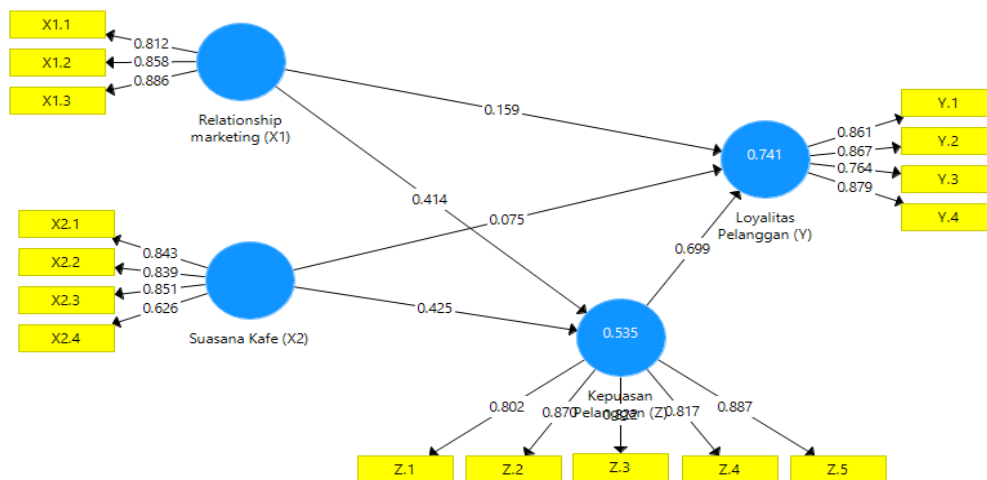 X1.1
0.812
X1.2
0.858
X1.3
0.886
Relationship
marketing (X1)
0.159
0.414
X2.1
0.843
X2.2
0.839
X2.3
0.851
X2.4
0.626
Suasana Kafe (X2)
0.075
0.425
0.741
Loyalitas
Pelanggan (Y)
0.861
Y.1
0.867
Y.2
0.764
Y.3
0.879
Y.4
0.699
0.535
Kepuasan
Pelanggan (Z)
0.802
0.870
0.817
0.887
Z.1
Z.2
Z.3
Z.4
Z.5